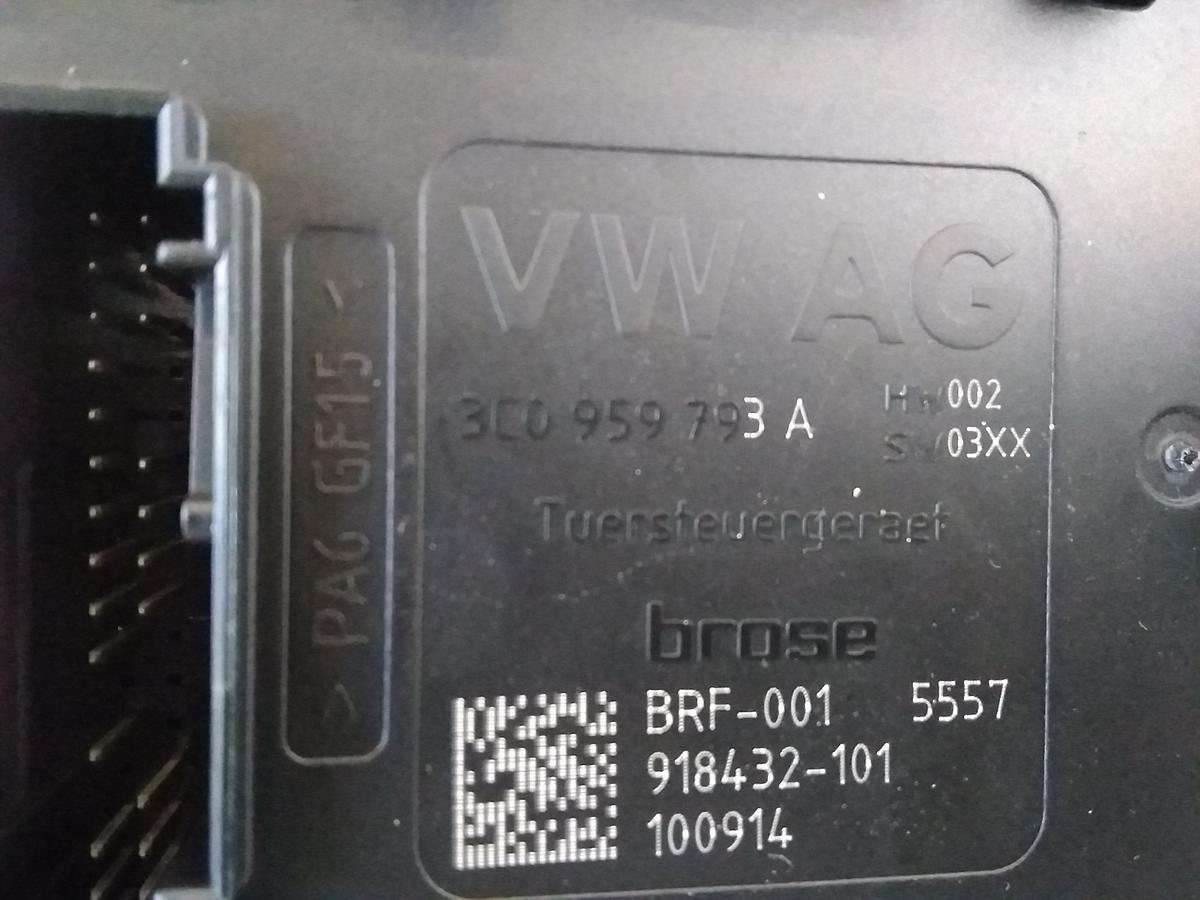 VW AG
3C0 959 793 A
HW002
SW03XX
Tuersteuergeraet
brose
BRF-001 5557
918432-101
100914
> PA6 GF15 <